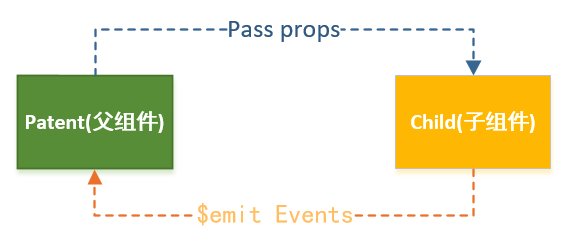 Pass props
Patent(父组件)
Child(子组件)
$emit Events